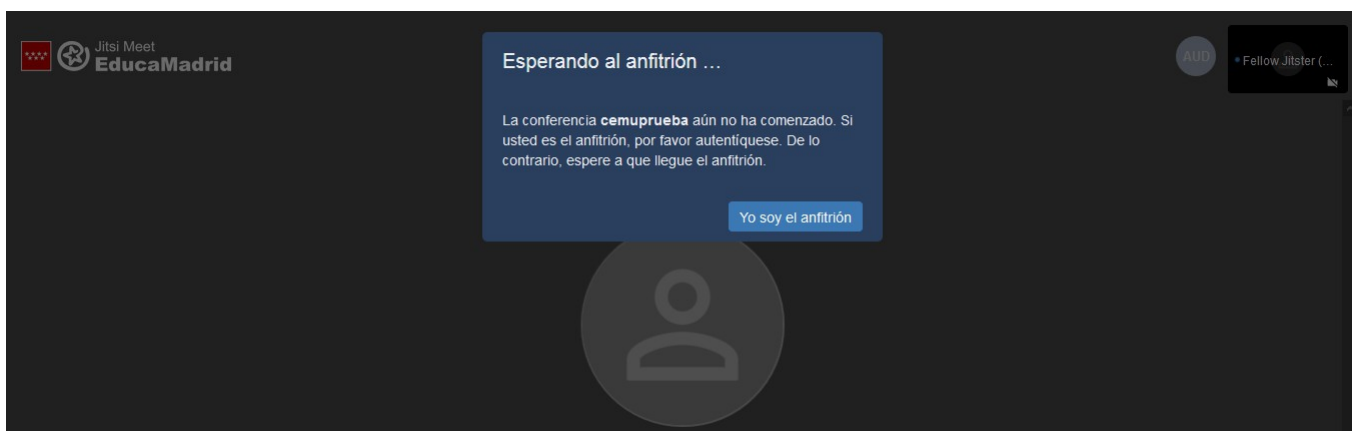 Jitsi Meet
EducaMadrid
Esperando al anfitrión ...
La conferencia cemuprueba aún no ha comenzado. Si
usted es el anfitrión, por favor autentíquese. De lo
contrario, espere a que llegue el anfitrión.
Yo soy el anfitrión
AUD
Fellow Jitster (...